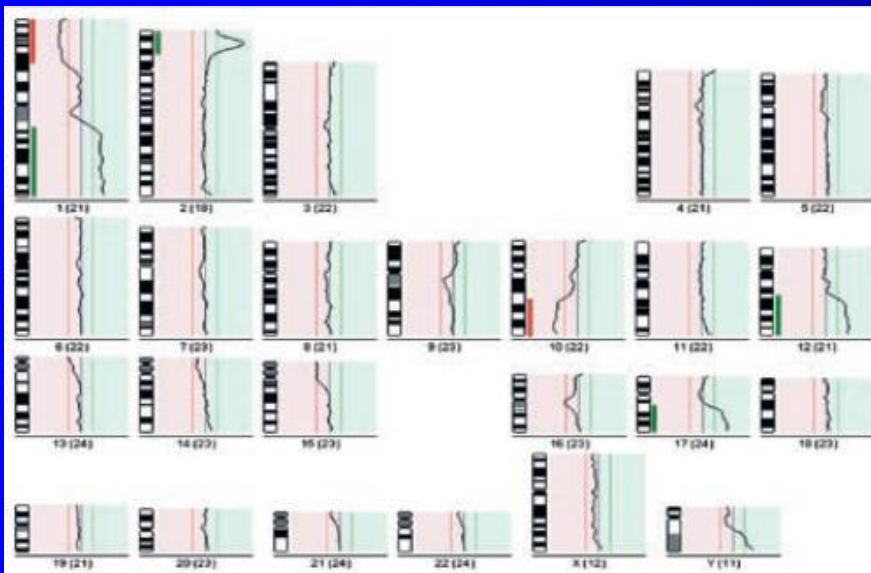 1 (21) 2 (18) 3 (22) 4 (21) 5 (22)
6 (22) 7 (23) 8 (21) 9 (23) 10 (22) 11 (22) 12 (21)
13 (24) 14 (23) 15 (23) 16 (23) 17 (24) 18 (23)
19 (21) 20 (23) 21 (24) 22 (24) X (12) Y (11)